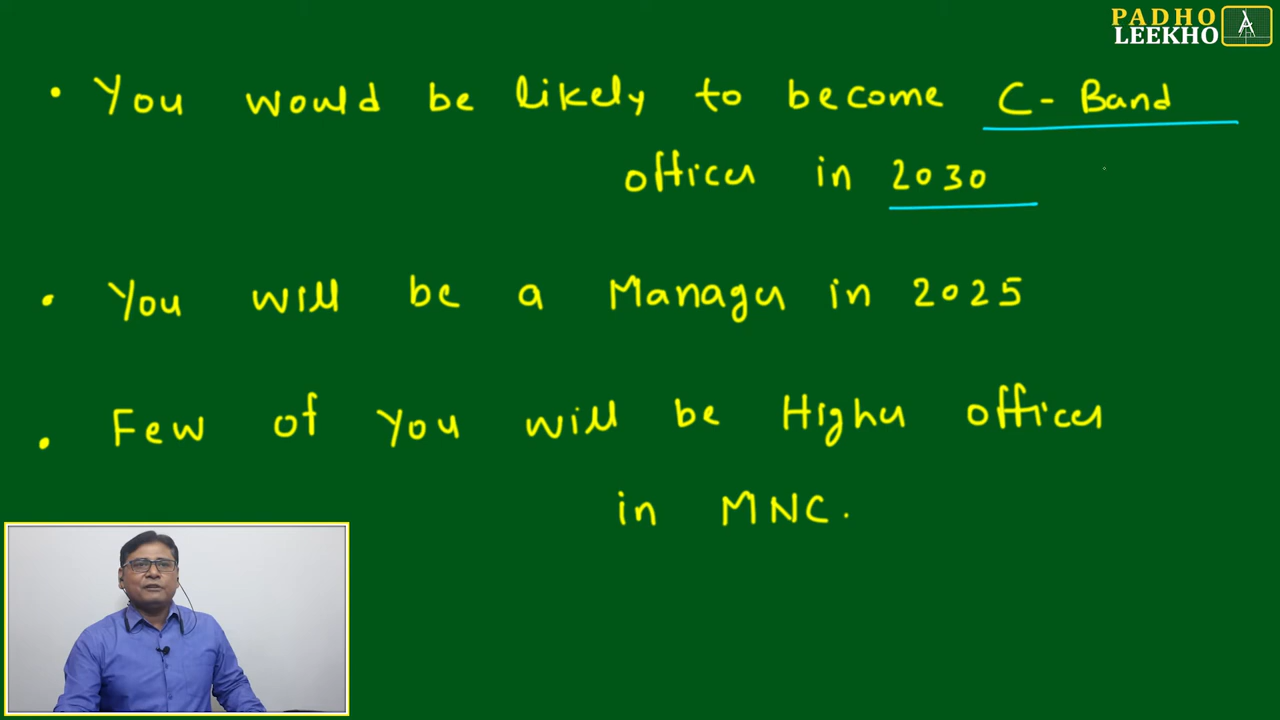 PADHO
LEEKHO
• You would be likely to become C-Band
officer in 2030
• You will be a Manager in 2025
• Few of you will be Higher officer
in MNC.